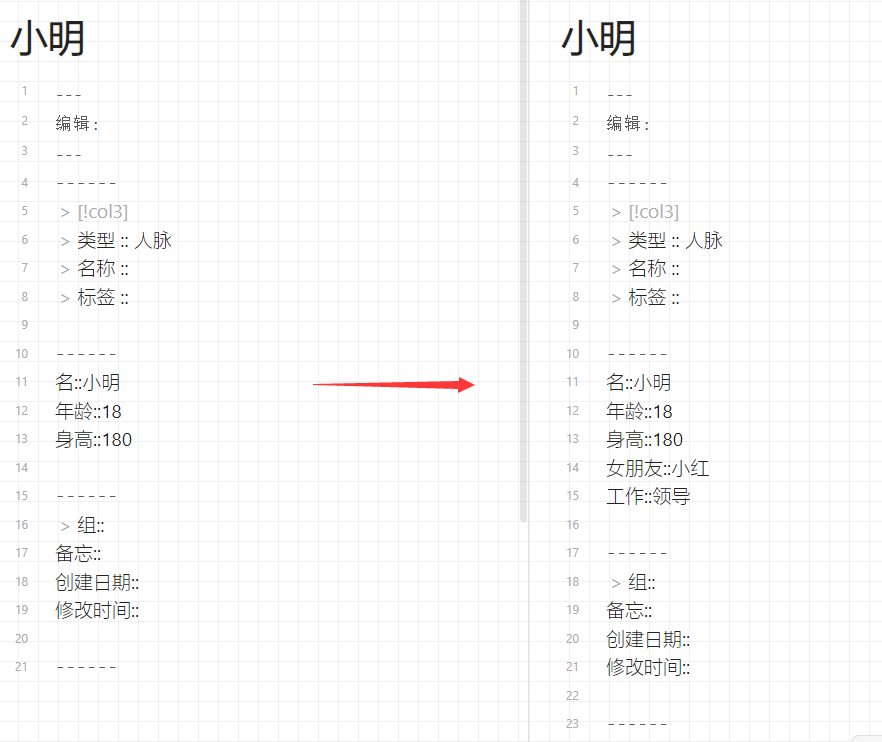 小明
1 ---
2 编辑:
3 ---
4 ------
5 > [!col3]
6 > 类型 :: 人脉
7 > 名称 ::
8 > 标签 ::
9
10 ------
11 名::小明
12 年龄::18
13 身高::180
14
15 ------
16 > 组::
17 备忘::
18 创建日期::
19 修改时间::
20
21 ------
小明
1 ---
2 编辑:
3 ---
4 ------
5 > [!col3]
6 > 类型 :: 人脉
7 > 名称 ::
8 > 标签 ::
9
10 ------
11 名::小明
12 年龄::18
13 身高::180
14 女朋友::小红
15 工作::领导
16
17 ------
18 > 组::
19 备忘::
20 创建日期::
21 修改时间::
22
23 ------